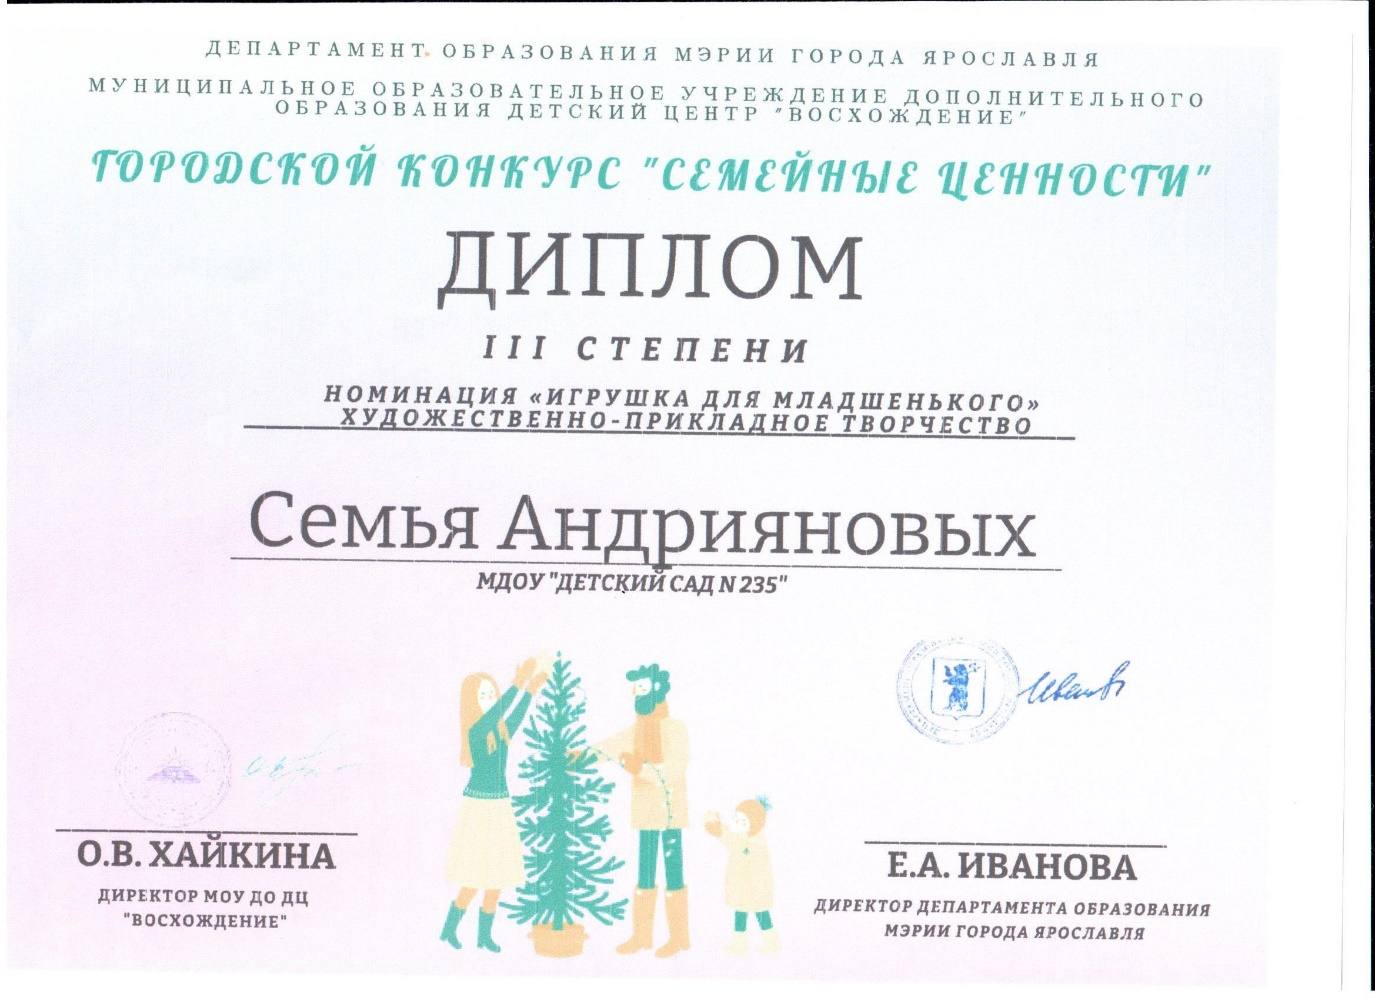 ДЕПАРТАМЕНТ ОБРАЗОВАНИЯ МЭРИИ ГОРОДА ЯРОСЛАВЛЯ
МУНИЦИПАЛЬНОЕ ОБРАЗОВАТЕЛЬНОЕ УЧРЕЖДЕНИЕ ДОПОЛНИТЕЛЬНОГО
ОБРАЗОВАНИЯ ДЕТСКИЙ ЦЕНТР "ВОСХОЖДЕНИЕ"
ГОРОДСКОЙ КОНКУРС "СЕМЕЙНЫЕ ЦЕННОСТИ"
ДИПЛОМ
III СТЕПЕНИ
НОМИНАЦИЯ «ИГРУШКА ДЛЯ МЛАДШЕНЬКОГО»
ХУДОЖЕСТВЕННО-ПРИКЛАДНОЕ ТВОРЧЕСТВО
Семья Андрияновых
МДОУ "ДЕТСКИЙ САД N 235"
О.В. ХАЙКИНА
ДИРЕКТОР МОУ ДО ДЦ
"ВОСХОЖДЕНИЕ"
Е.А. ИВАНОВА
ДИРЕКТОР ДЕПАРТАМЕНТА ОБРАЗОВАНИЯ
МЭРИИ ГОРОДА ЯРОСЛАВЛЯ